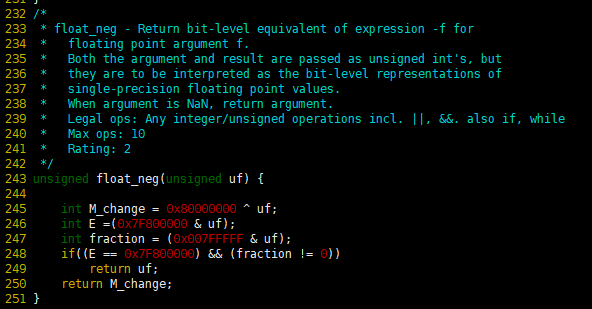 232 /*
233  * float_neg - Return bit-level equivalent of expression -f for
234  *   floating point argument f.
235  *   Both the argument and result are passed as unsigned int's, but
236  *   they are to be interpreted as the bit-level representations of
237  *   single-precision floating point values.
238  *   When argument is NaN, return argument.
239  *   Legal ops: Any integer/unsigned operations incl. ||, &&. also if, while
240  *   Max ops: 10
241  *   Rating: 2
242  */
243 unsigned float_neg(unsigned uf) {
244
245     int M_change = 0x80000000 ^ uf;
246     int E =(0x7F800000 & uf);
247     int fraction = (0x007FFFFF & uf);
248     if((E == 0x7F800000) && (fraction != 0))
249         return uf;
250     return M_change;
251 }